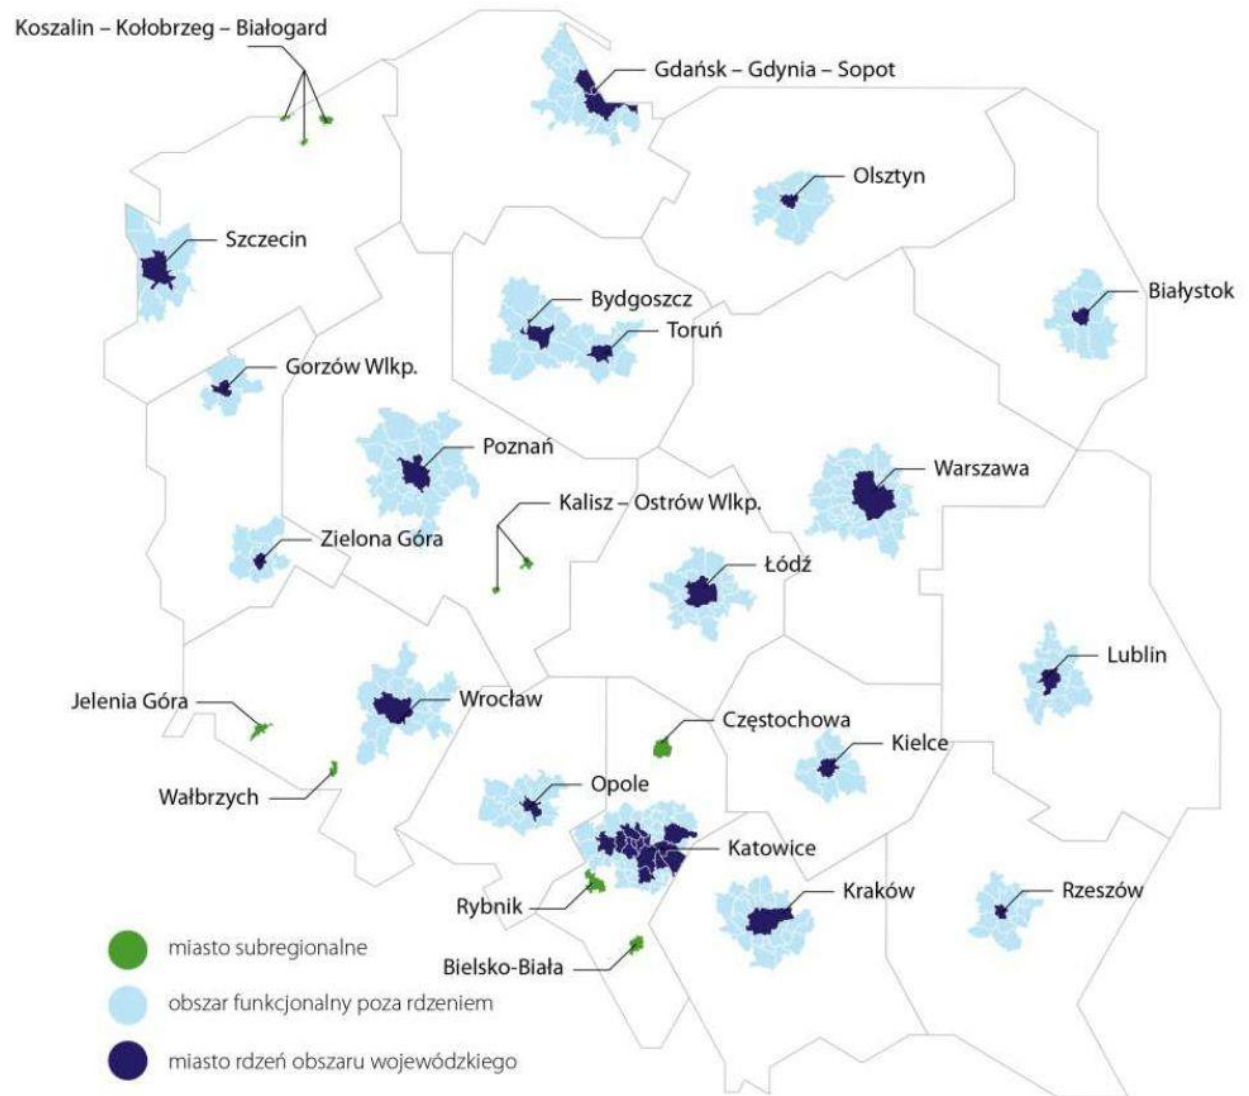 Koszalin – Kołobrzeg – Białogard
Gdańsk – Gdynia – Sopot
Olsztyn
Szczecin
Białystok
Bydgoszcz
Toruń
Gorzów Wlkp.
Poznań
Warszawa
Kalisz – Ostrów Wlkp.
Zielona Góra
Łódź
Lublin
Jelenia Góra
Wrocław
Częstochowa
Kielce
Wałbrzych
Opole
Katowice
Kraków
Rzeszów
Rybnik
Bielsko-Biała
miasto subregionalne
obszar funkcjonalny poza rdzeniem
miasto rdzeń obszaru wojewódzkiego